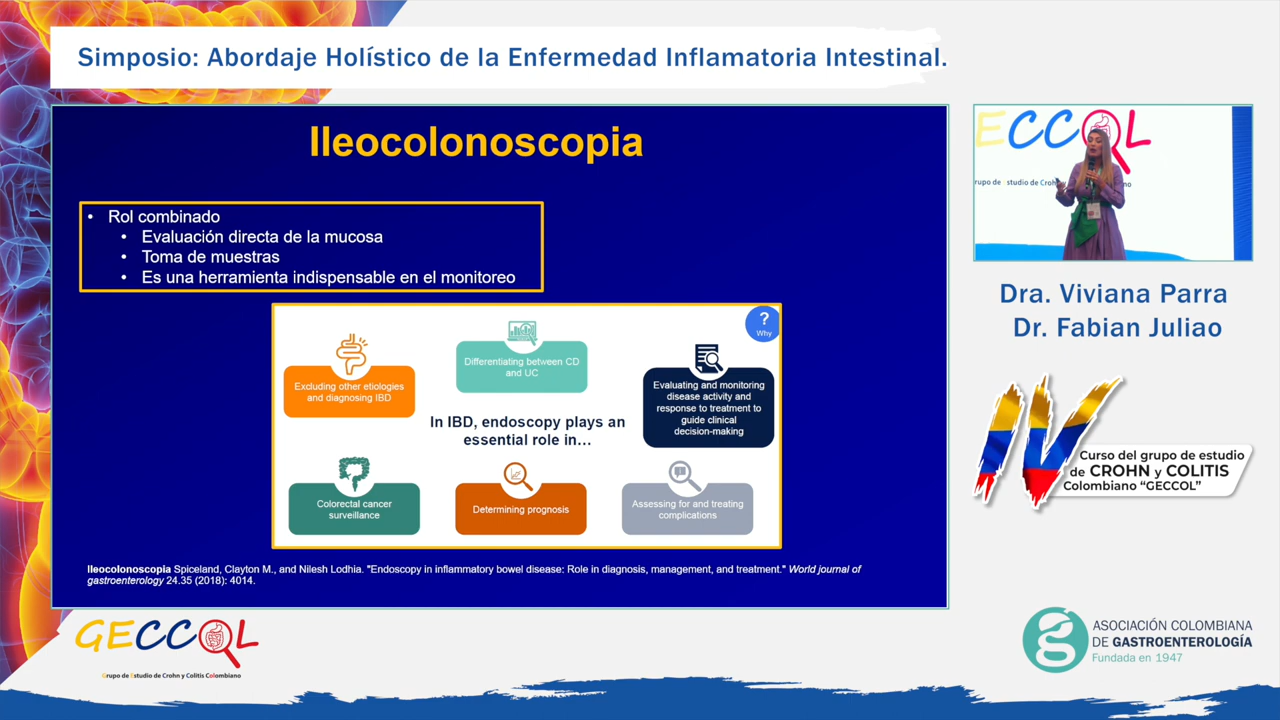 Simposio: Abordaje Holístico de la Enfermedad Inflamatoria Intestinal.
Ileocolonoscopia
• Rol combinado
• Evaluación directa de la mucosa
• Toma de muestras
• Es una herramienta indispensable en el monitoreo
?
Why
Excluding other etiologies
and diagnosing IBD
Differentiating between CD
and UC
Evaluating and monitoring
disease activity and
response to treatment to
guide clinical
decision-making
In IBD, endoscopy plays an
essential role in...
Colorectal cancer
surveillance
Determining prognosis
Assessing for and treating
complications
Ileocolonoscopia Spiceland, Clayton M., and Nilesh Lodhia. "Endoscopy in inflammatory bowel disease: Role in diagnosis, management, and treatment." World journal of
gastroenterology 24.35 (2018): 4014.
ECCOL
rupo de Estudio de Croh no
Dra. Viviana Parra
Dr. Fabian Juliao
IV
Curso del grupo de estudio
de CROHN y COLITIS
Colombiano "GECCOL"
GECCOL
Grupo de Estudio de Crohn y Colitis Colombiano
ASOCIACIÓN COLOMBIANA
DE GASTROENTEROLOGÍA
Fundada en 1947